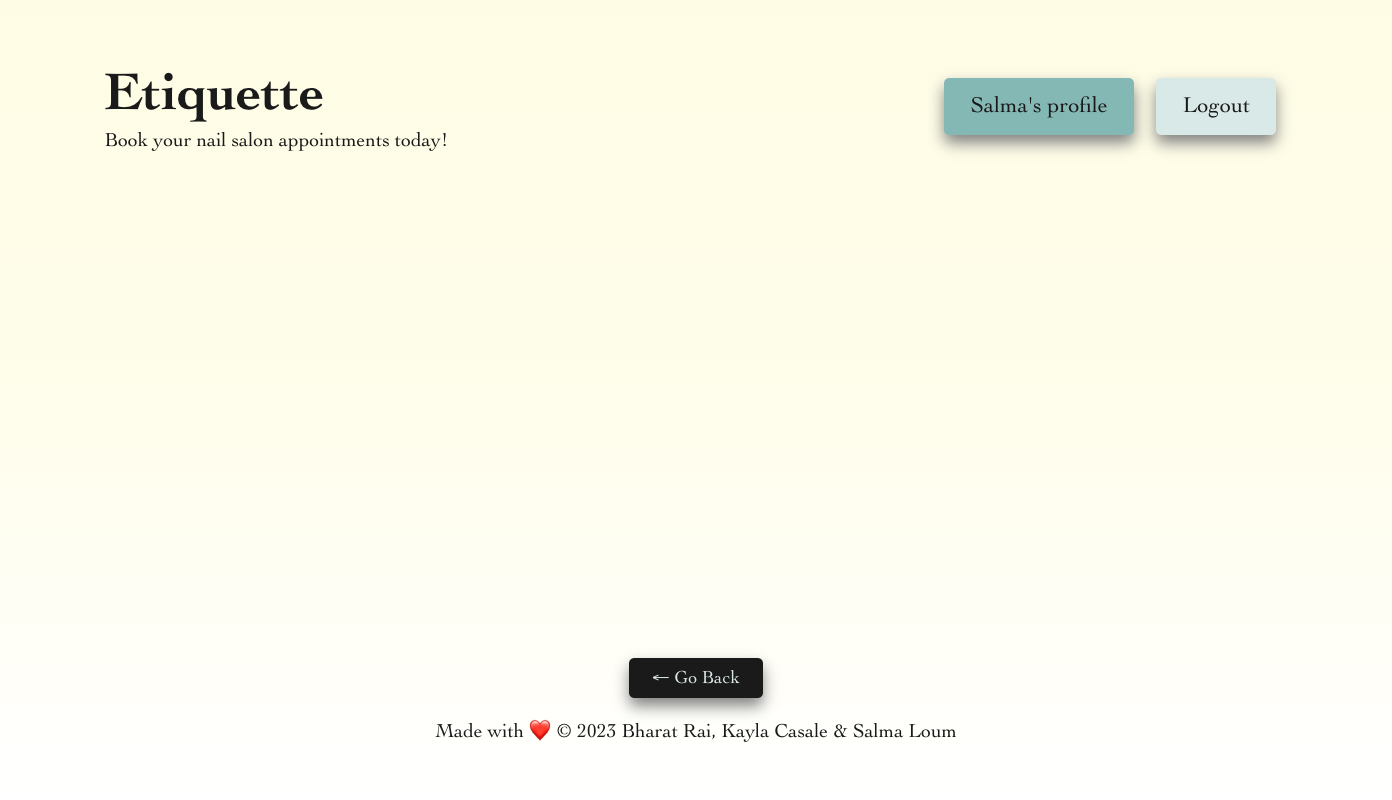 Etiquette
Book your nail salon appointments today!
Salma's profile
Logout
← Go Back
Made with ❤️ © 2023 Bharat Rai, Kayla Casale & Salma Loum